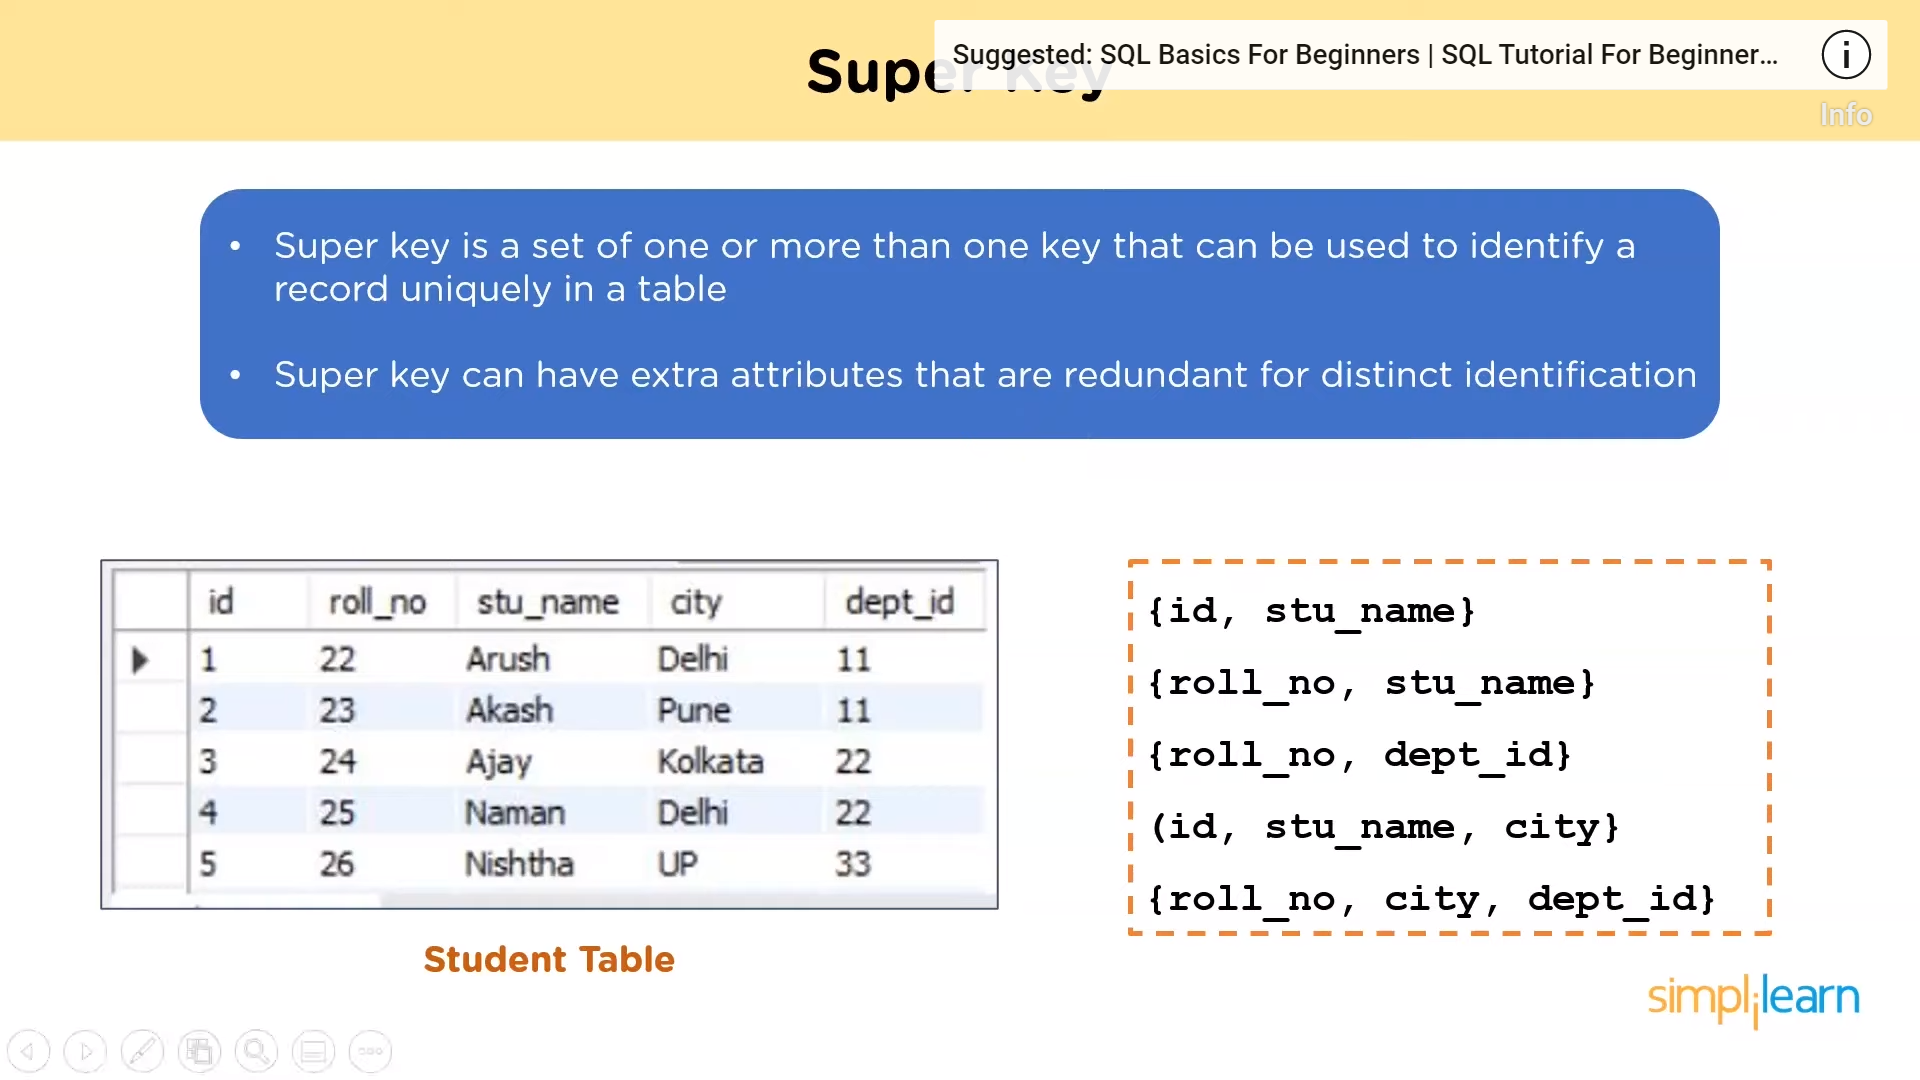 Super Key
Suggested: SQL Basics For Beginners | SQL Tutorial For Beginner...
i
Info
• Super key is a set of one or more than one key that can be used to identify a
record uniquely in a table
• Super key can have extra attributes that are redundant for distinct identification
id roll_no stu_name city dept_id
1 22 Arush Delhi 11
2 23 Akash Pune 11
3 24 Ajay Kolkata 22
4 25 Naman Delhi 22
5 26 Nishtha UP 33
Student Table
{id, stu_name}
{roll_no, stu_name}
{roll_no, dept_id}
(id, stu_name, city}
{roll_no, city, dept_id}
simplilearn